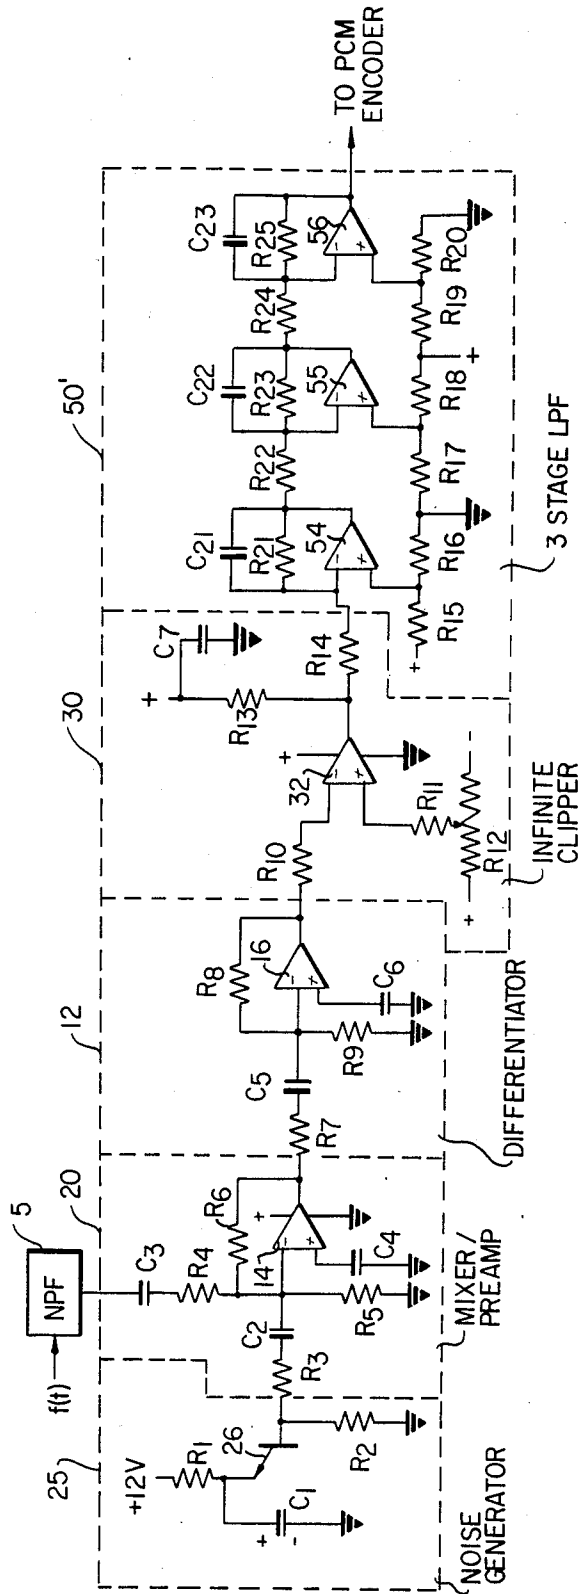 25
20
5
12
30
50'
f(t)
NPF
+12V
R1
26
C1
+
-
R2
R3
C2
C3
R4
R5
R6
14
-
+
+
C4
R7
C5
R8
R9
16
-
+
C6
R10
32
-
+
+
R11
R12
+
-
R13
+
C7
R14
C21
R21
54
-
+
R15
+
R16
R22
C22
R23
55
-
+
R17
R18
+
R24
C23
R25
56
-
+
R19
R20
TO PCM
ENCODER
NOISE
GENERATOR
MIXER/
PREAMP
DIFFERENTIATOR
INFINITE
CLIPPER
3 STAGE LPF